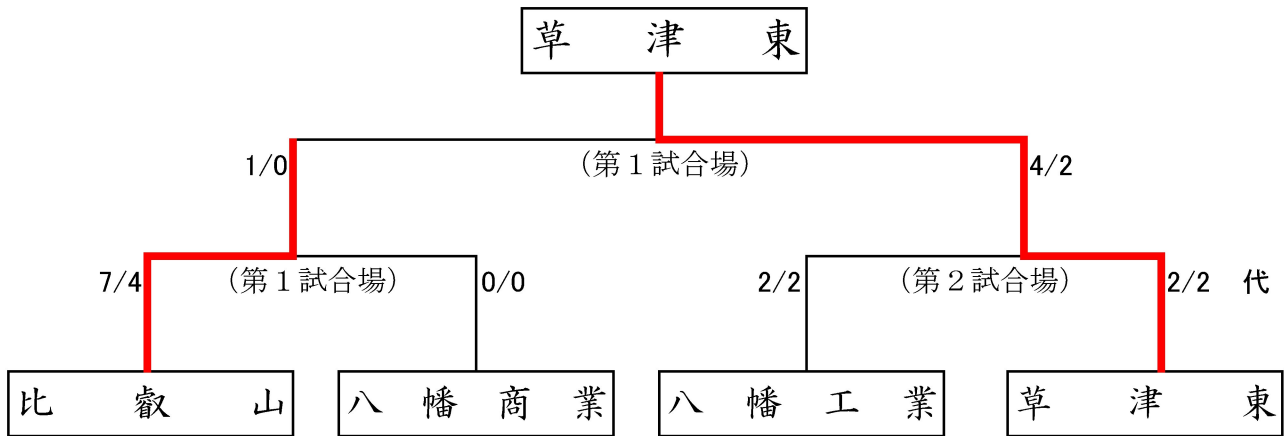 草津東
1/0 (第1試合場) 4/2
7/4 (第1試合場) 0/0 2/2 (第2試合場) 2/2 代
比叡山 八幡商業 八幡工業 草津東